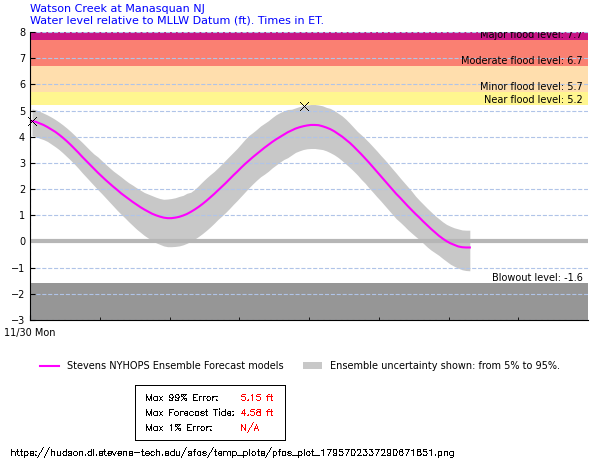 Watson Creek at Manasquan NJ
Water level relative to MLLW Datum (ft). Times in ET.
8
Major flood level: 7.7
7
Moderate flood level: 6.7
6
Minor flood level: 5.7
Near flood level: 5.2
5
4
3
2
1
0
−1
Blowout level: -1.6
−2
−3
11/30 Mon
Stevens NYHOPS Ensemble Forecast models
Ensemble uncertainty shown: from 5% to 95%.
Max 99% Error: 5.15 ft
Max Forecast Tide: 4.58 ft
Max 1% Error: N/A
https://hudson.dl.stevens-tech.edu/sfas/temp_plots/pfas_plot_1795702337290671651.png